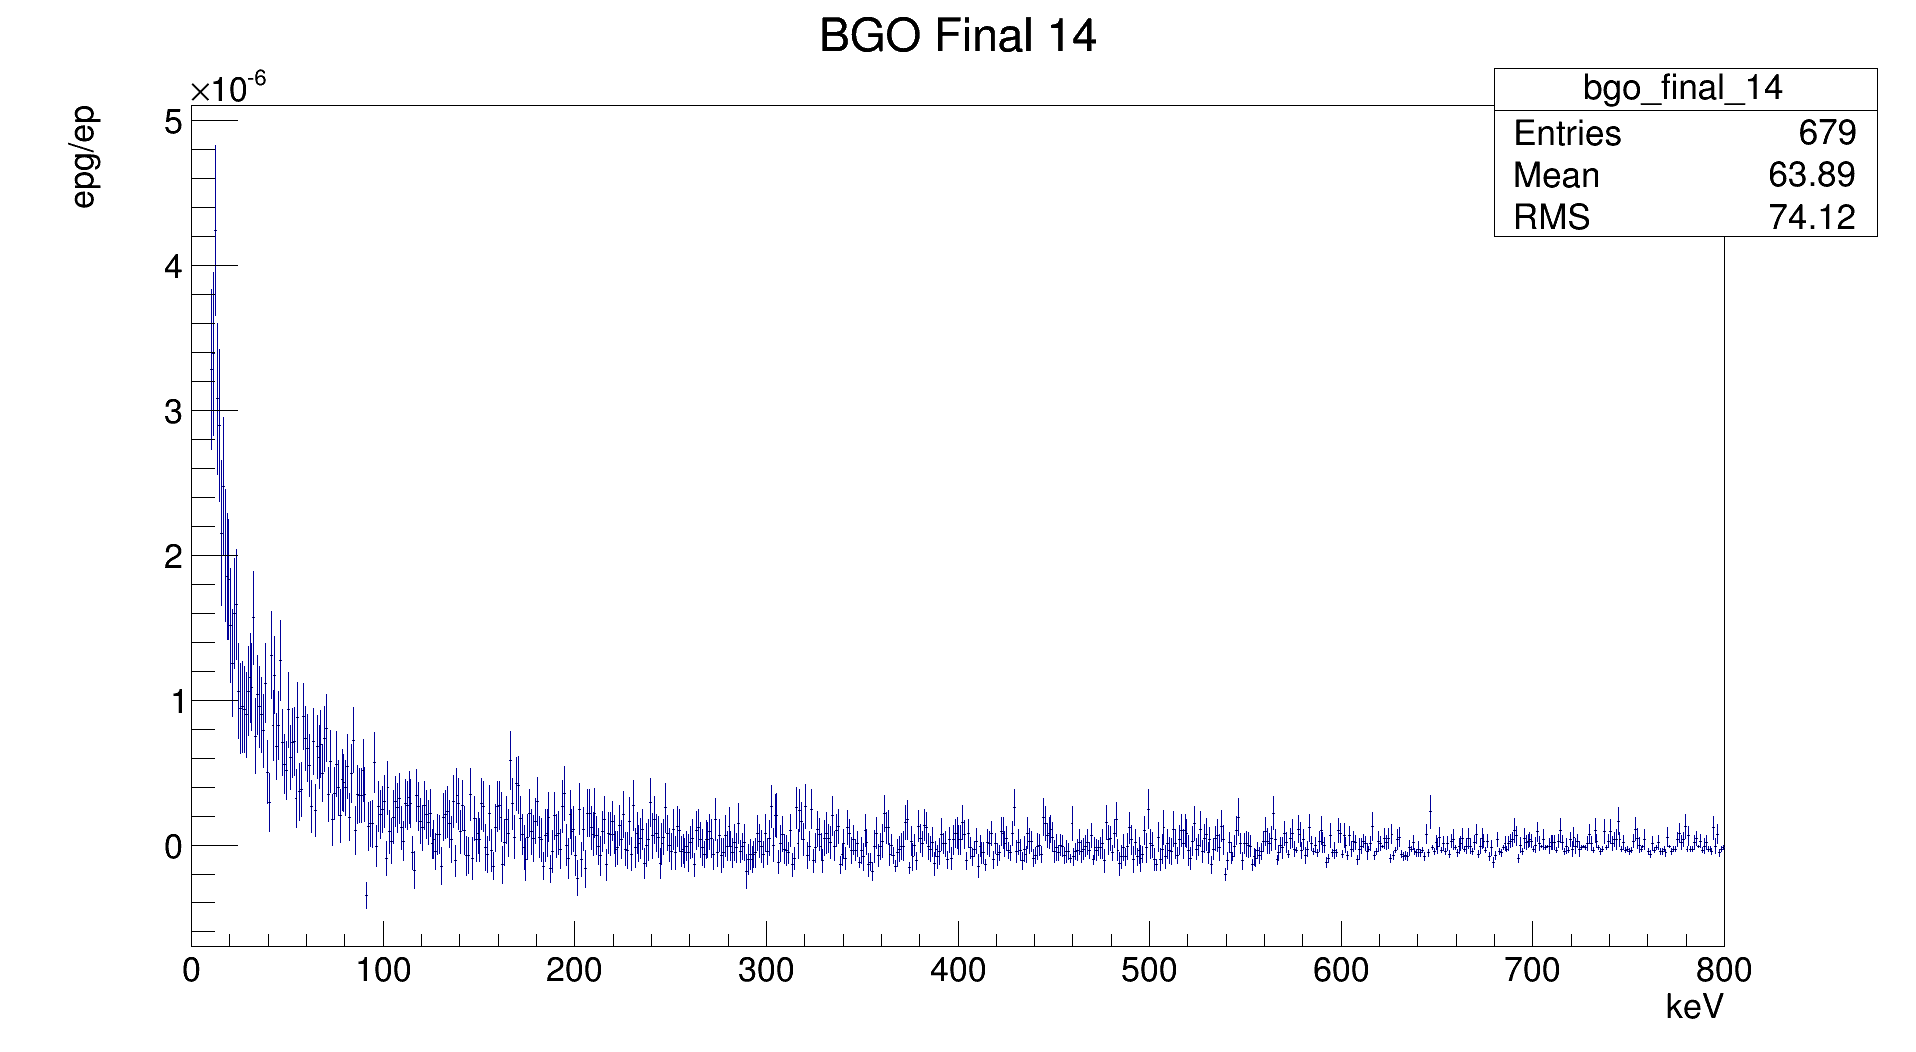 BGO Final 14
×10-6
epg/ep
bgo_final_14
Entries 679
Mean 63.89
RMS 74.12
5
4
3
2
1
0
0 100 200 300 400 500 600 700 800
keV